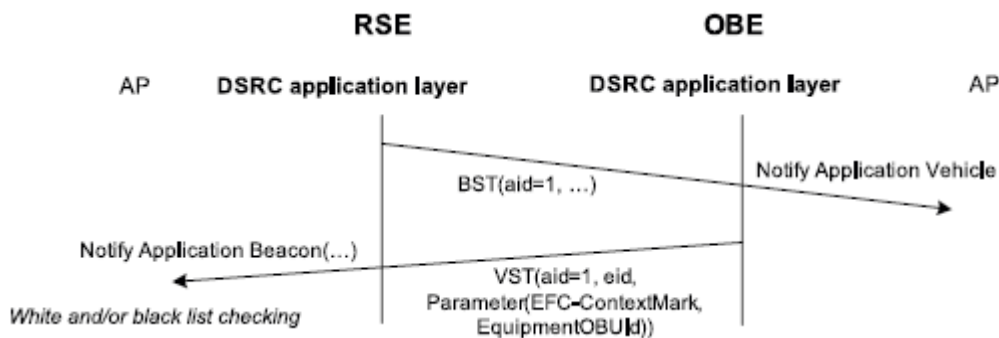 RSE
OBE
AP
DSRC application layer
DSRC application layer
AP
BST(aid=1, ...)
Notify Application Vehicle
Notify Application Beacon(...)
VST(aid=1, eid,
Parameter(EFC-ContextMark,
EquipmentOBUId))
White and/or black list checking